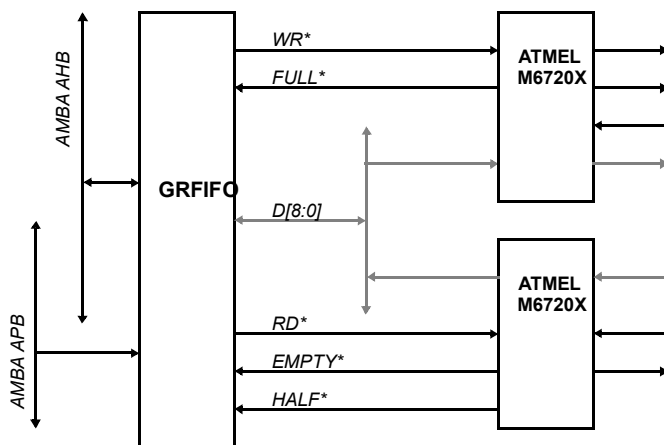 AMBA AHB
AMBA APB
GRFIFO
WR*
FULL*
D[8:0]
RD*
EMPTY*
HALF*
ATMEL
M6720X
ATMEL
M6720X